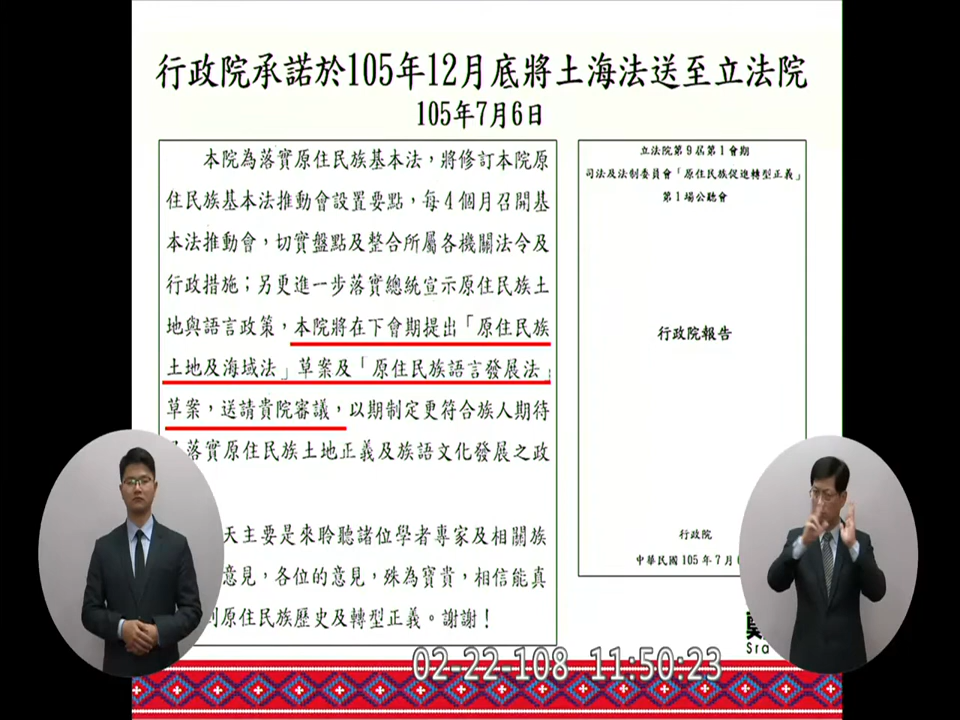 行政院承諾於105年12月底將土海法送至立法院
105年7月6日
本院為落實原住民族基本法，將修訂本院原
住民族基本法推動會設置要點，每4個月召開基
本法推動會，切實盤點及整合所屬各機關法令及
行政措施；另更進一步落實總統宣示原住民族土
地與語言政策，本院將在下會期提出「原住民族
土地及海域法」草案及「原住民族語言發展法」
草案，送請貴院審議，以期制定更符合族人期待
落實原住民族土地正義及族語文化發展之政
天主要是來聆聽諸位學者專家及相關族
意見，各位的意見，殊為寶貴，相信能真
原住民族歷史及轉型正義。謝謝！
立法院第9屆第1會期
司法及法制委員會「原住民族促進轉型正義」
第1場公聽會
行政院報告
行政院
中華民國105年7月
Sra
02-22-108 11:50:23